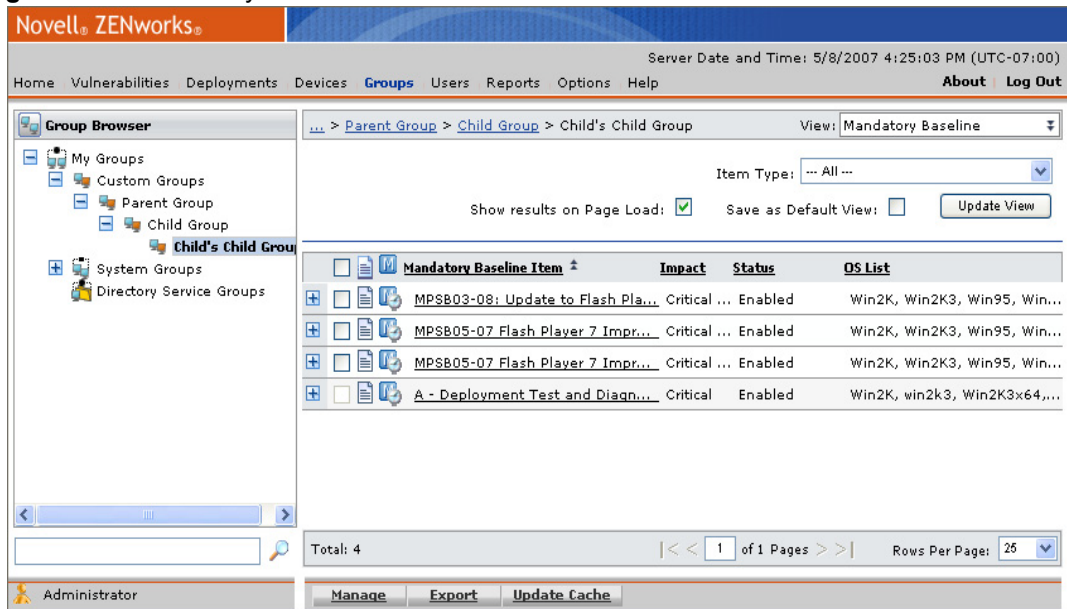 Novell® ZENworks®
Server Date and Time: 5/8/2007 4:25:03 PM (UTC-07:00)
Home Vulnerabilities Deployments Devices Groups Users Reports Options Help About Log Out
Group Browser
My Groups
Custom Groups
Parent Group
Child Group
Child's Child Grou
System Groups
Directory Service Groups
... > Parent Group > Child Group > Child's Child Group View: Mandatory Baseline
Item Type: --- All ---
Show results on Page Load: Save as Default View: Update View
Mandatory Baseline Item Impact Status OS List
MPSB03-08: Update to Flash Pla... Critical ... Enabled Win2K, Win2K3, Win95, Win...
MPSB05-07 Flash Player 7 Impr... Critical ... Enabled Win2K, Win2K3, Win95, Win...
MPSB05-07 Flash Player 7 Impr... Critical ... Enabled Win2K, Win2K3, Win95, Win...
A - Deployment Test and Diagn... Critical Enabled Win2K, win2k3, Win2K3x64,...
Total: 4 |< < 1 of 1 Pages > >| Rows Per Page: 25
Administrator
Manage Export Update Cache